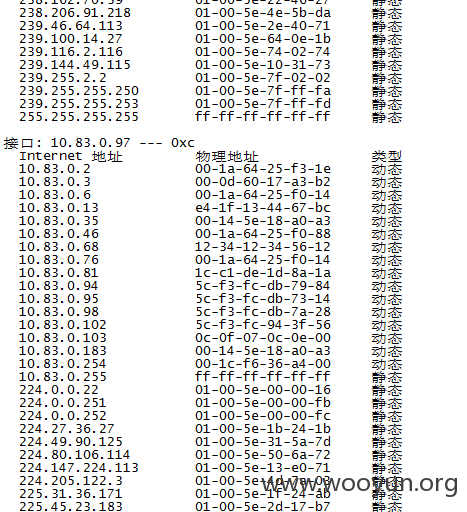 239.46.64.113 01-00-5e-2e-40-71 静态
238.206.91.218 01-00-5e-4e-5b-da 静态
239.100.14.27 01-00-5e-64-0e-1b 静态
239.116.2.116 01-00-5e-74-02-74 静态
239.144.49.115 01-00-5e-10-31-73 静态
239.255.2.2 01-00-5e-7f-02-02 静态
239.255.255.250 01-00-5e-7f-ff-fa 静态
239.255.255.253 01-00-5e-7f-ff-fd 静态
255.255.255.255 ff-ff-ff-ff-ff-ff 静态
接口: 10.83.0.97 --- 0xc
Internet 地址 物理地址 类型
10.83.0.2 00-1a-64-25-f3-1e 动态
10.83.0.3 00-0d-60-17-a3-b2 动态
10.83.0.6 00-1a-64-25-f0-14 动态
10.83.0.13 e4-1f-13-44-67-bc 动态
10.83.0.35 00-14-5e-18-a0-a3 动态
10.83.0.46 00-1a-64-25-f0-88 动态
10.83.0.68 12-34-12-34-56-12 动态
10.83.0.76 00-1a-64-25-f0-14 动态
10.83.0.81 1c-c1-de-1d-8a-1a 动态
10.83.0.94 5c-f3-fc-db-79-84 动态
10.83.0.95 5c-f3-fc-db-73-14 动态
10.83.0.98 5c-f3-fc-db-7a-28 动态
10.83.0.102 5c-f3-fc-94-3f-56 动态
10.83.0.103 0c-0f-07-0c-0e-00 动态
10.83.0.183 00-14-5e-18-a0-a3 动态
10.83.0.254 00-1c-f6-36-a4-00 动态
10.83.0.255 ff-ff-ff-ff-ff-ff 静态
224.0.0.22 01-00-5e-00-00-16 静态
224.0.0.251 01-00-5e-00-00-fb 静态
224.0.0.252 01-00-5e-00-00-fc 静态
224.27.36.27 01-00-5e-1b-24-1b 静态
224.49.90.125 01-00-5e-31-5a-7d 静态
224.80.106.114 01-00-5e-50-6a-72 静态
224.147.224.113 01-00-5e-13-e0-71 静态
224.205.122.3 01-00-5e-4d-7a-03 静态
225.31.36.171 01-00-5e-1f-24-ab 静态
225.45.23.183 01-00-5e-2d-17-b7 静态
www.wooyun.org